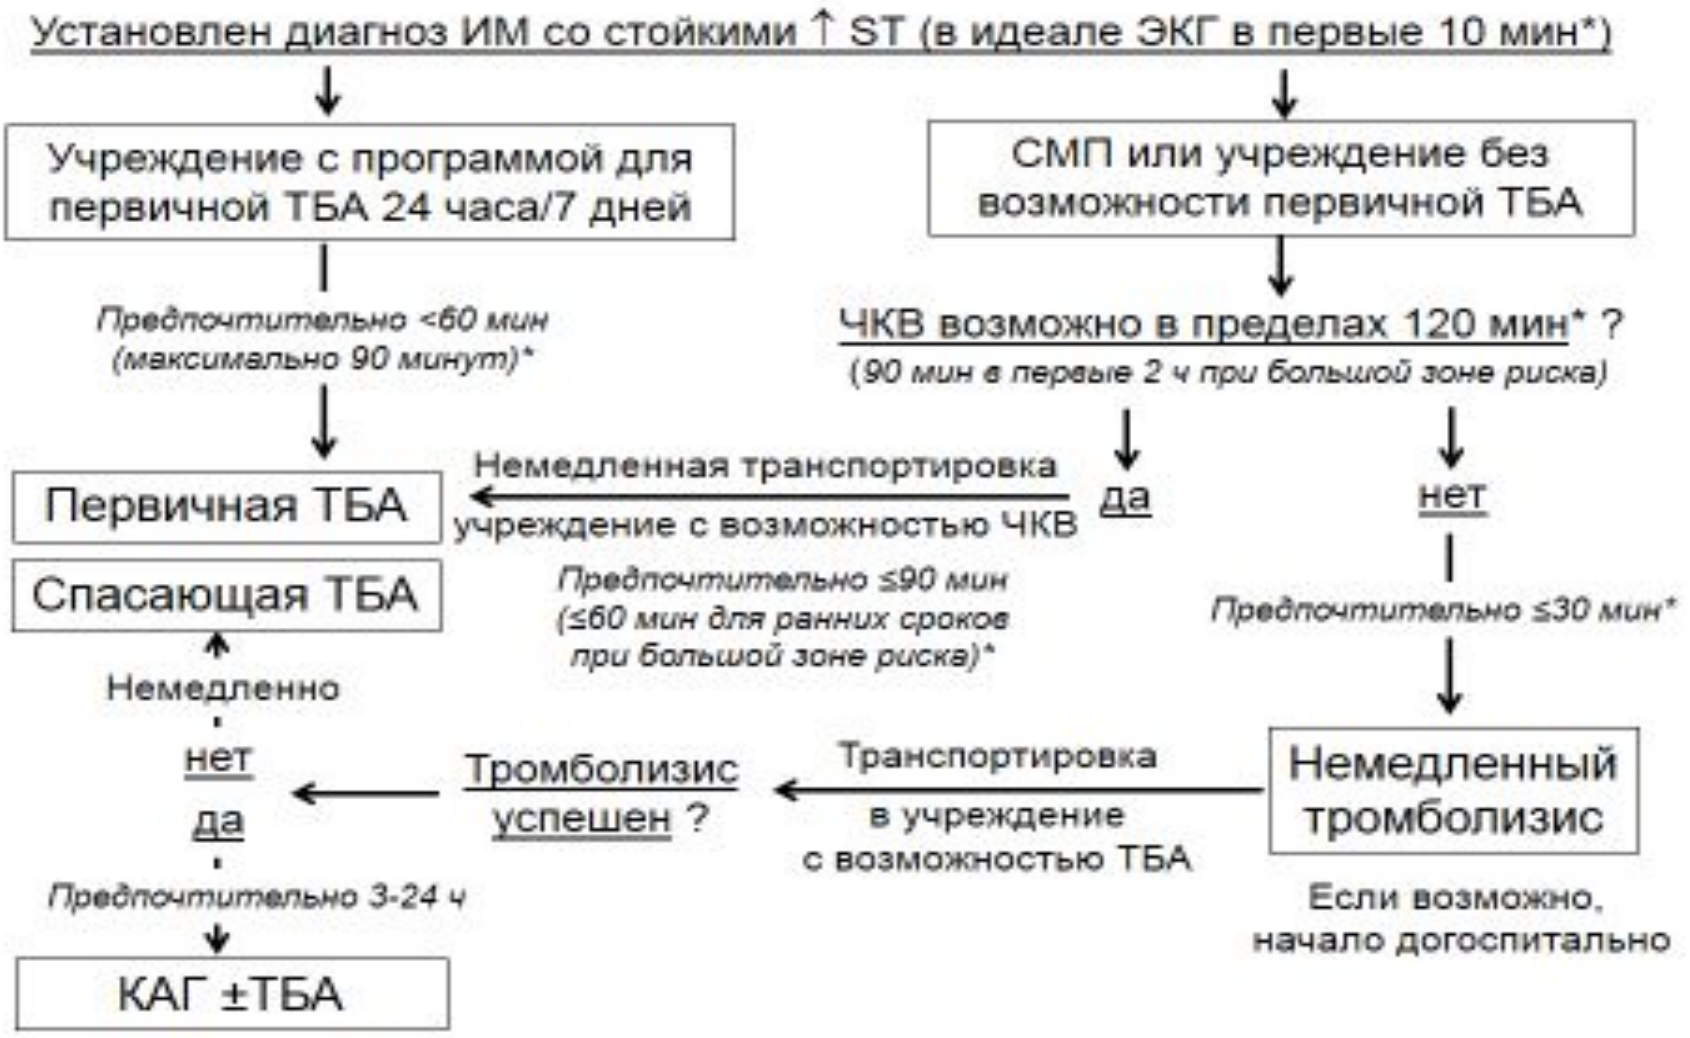 Установлен диагноз ИМ со стойкими ↑ ST (в идеале ЭКГ в первые 10 мин*)
Учреждение с программой для
первичной ТБА 24 часа/7 дней
СМП или учреждение без
возможности первичной ТБА
Предпочтительно <60 мин
(максимально 90 минут)*
ЧКВ возможно в пределах 120 мин* ?
(90 мин в первые 2 ч при большой зоне риска)
Первичная ТБА
Немедленная транспортировка
учреждение с возможностью ЧКВ
да
нет
Спасающая ТБА
Предпочтительно ≤90 мин
(≤60 мин для ранних сроков
при большой зоне риска)*
Предпочтительно ≤30 мин*
Немедленно
нет
да
Тромболизис
успешен ?
Транспортировка
в учреждение
с возможностью ТБА
Немедленный
тромболизис
Предпочтительно 3-24 ч
Если возможно,
начало догоспитально
КАГ ±ТБА